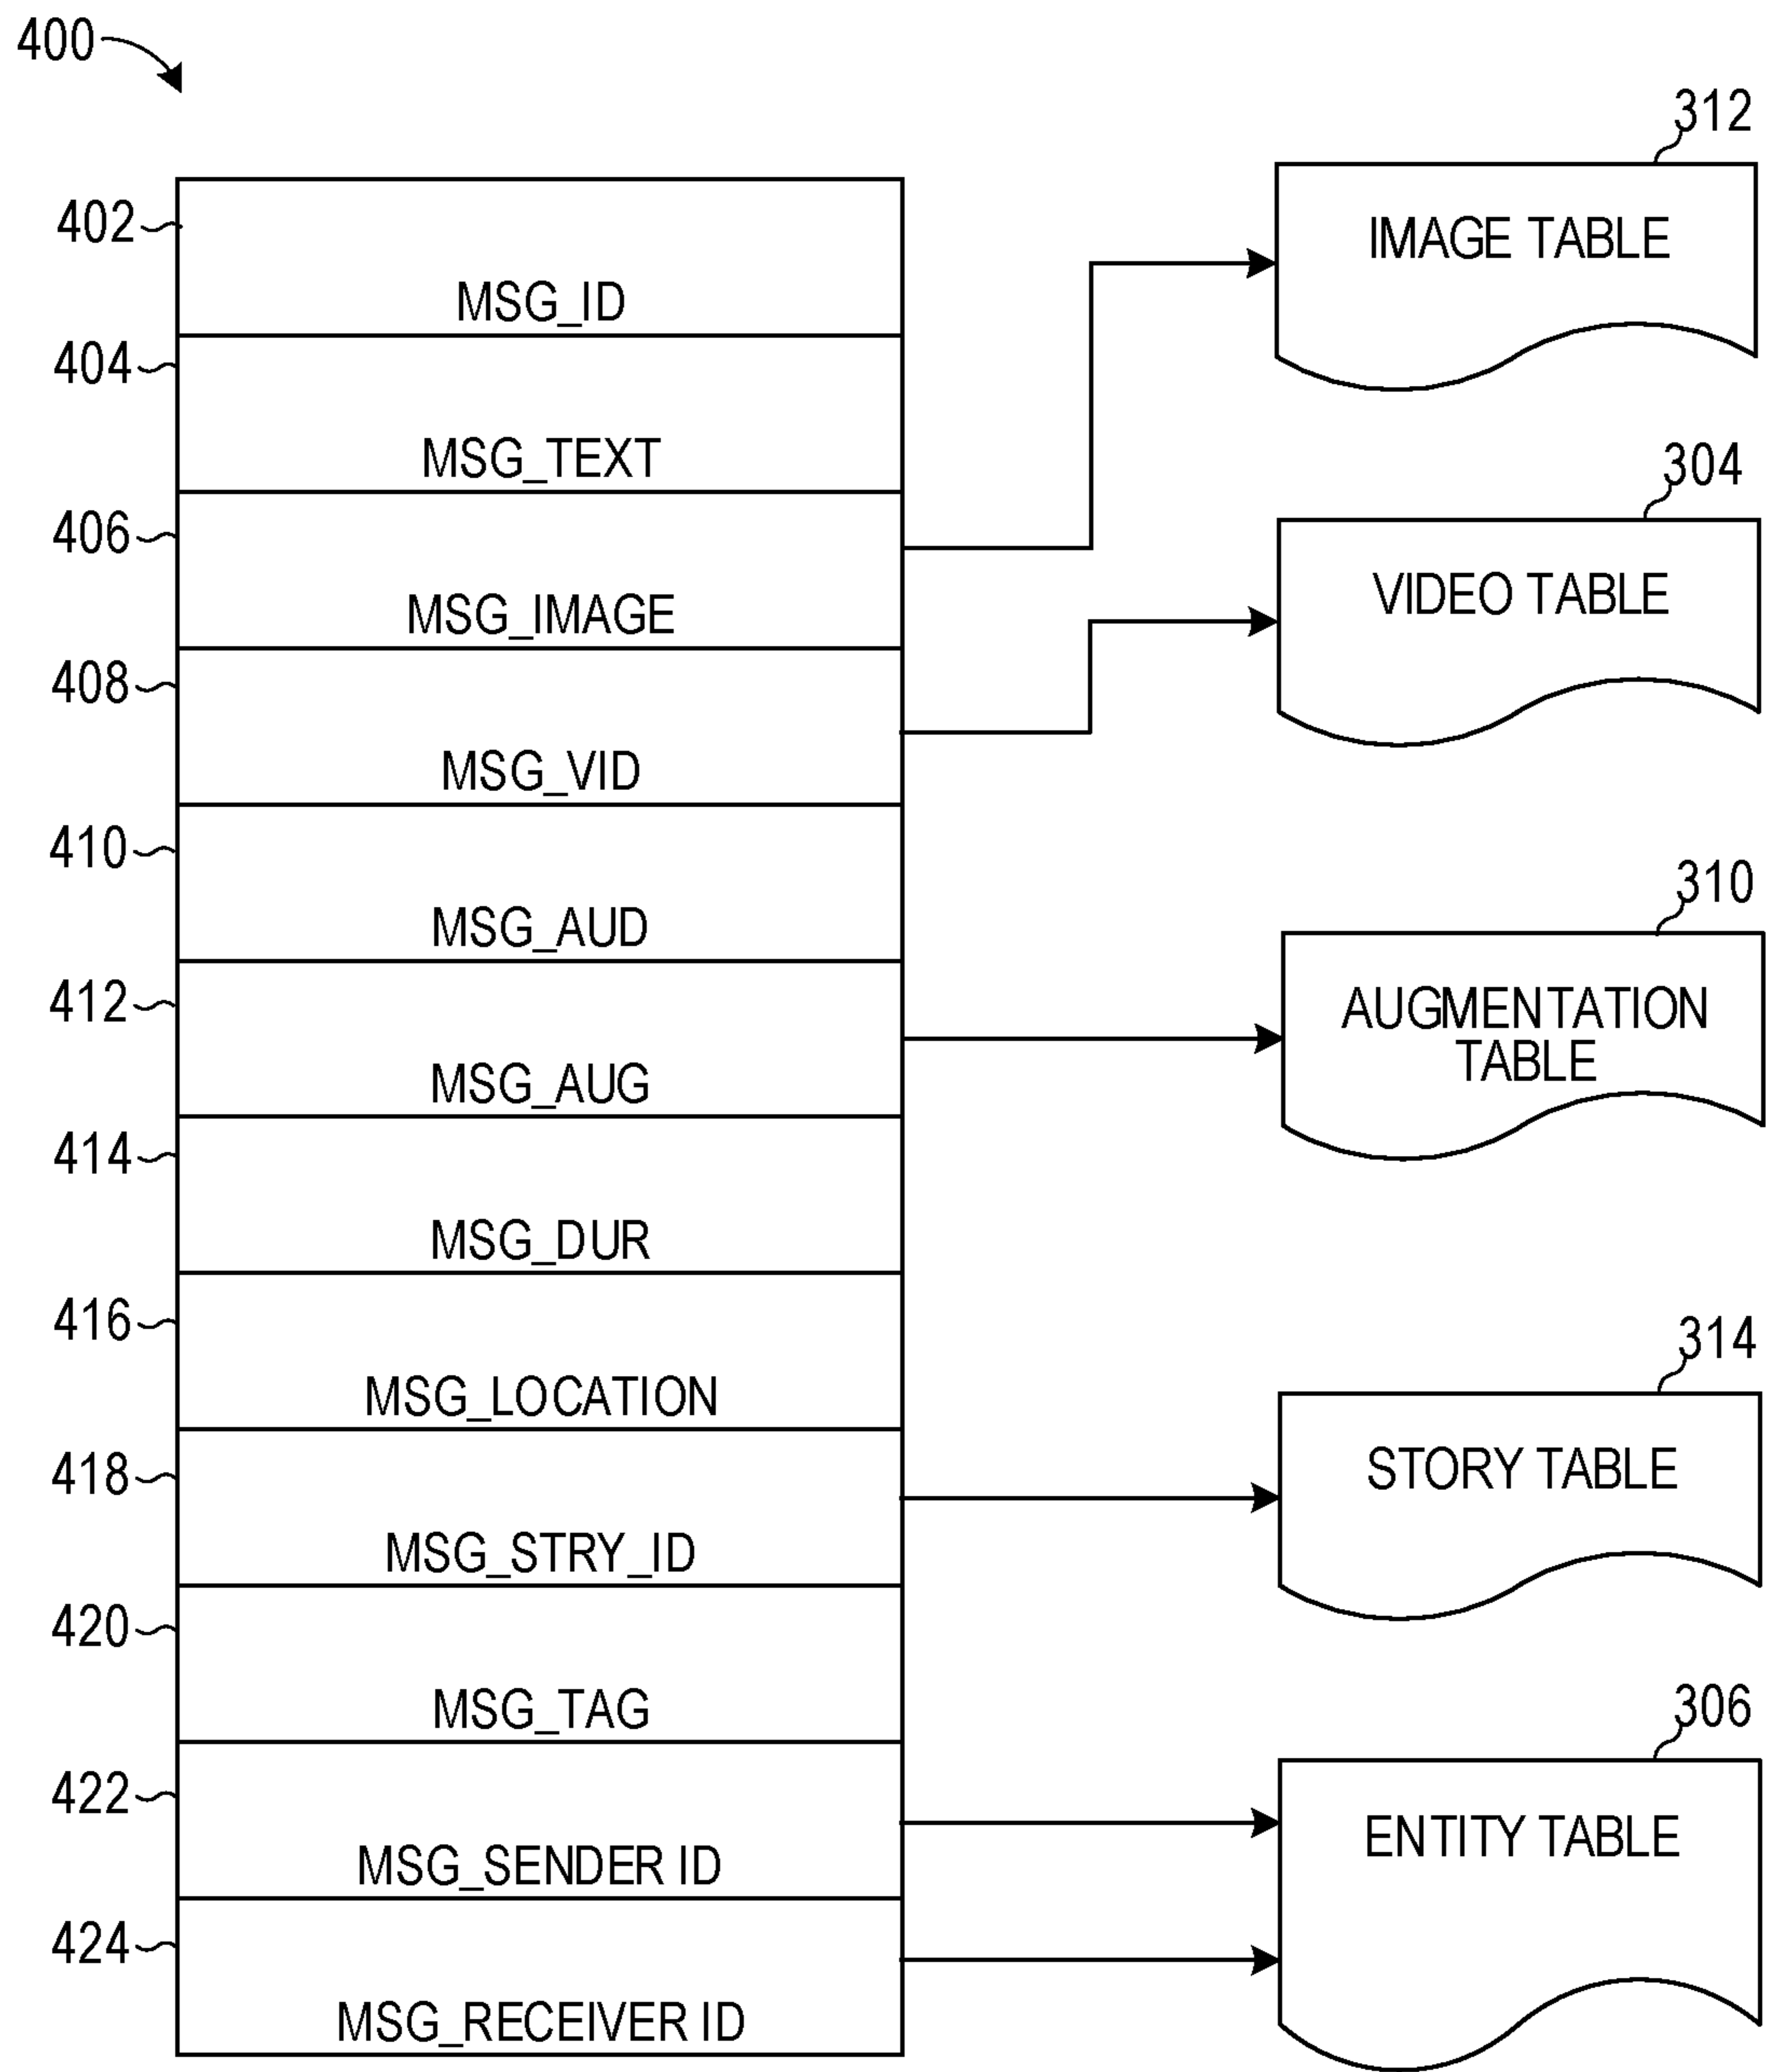 400
402
MSG_ID
404
MSG_TEXT
406
MSG_IMAGE
408
MSG_VID
410
MSG_AUD
412
MSG_AUG
414
MSG_DUR
416
MSG_LOCATION
418
MSG_STRY_ID
420
MSG_TAG
422
MSG_SENDER ID
424
MSG_RECEIVER ID
312
IMAGE TABLE
304
VIDEO TABLE
310
AUGMENTATION
TABLE
314
STORY TABLE
306
ENTITY TABLE